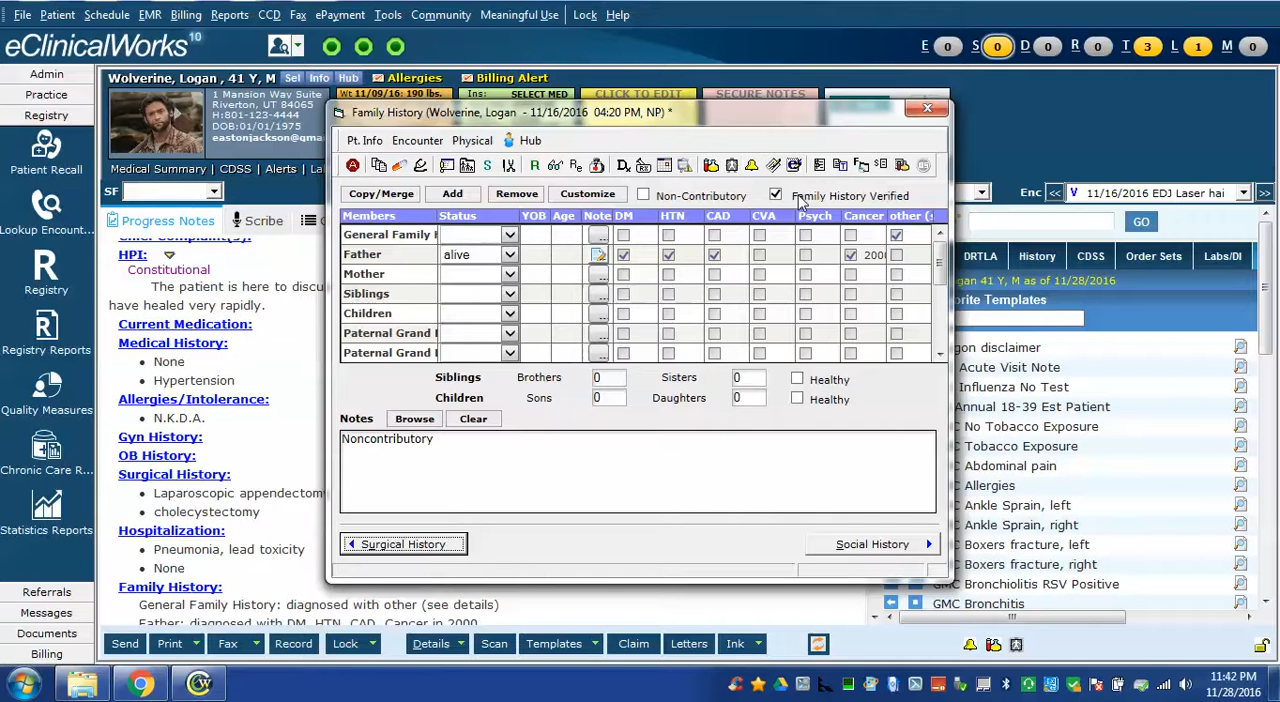 File Patient Schedule EMR Billing Reports CCD Fax ePayment Tools Community Meaningful Use Lock Help
eClinicalWorks 10
E 0 S 0 D 0 R 0 T 3 L 1 M 0
Admin
Practice
Registry
Patient Recall
Lookup Encount...
Registry
Registry Reports
Quality Measures
Chronic Care R...
Statistics Reports
Referrals
Messages
Documents
Billing
Wolverine, Logan , 41 Y, M Sel Info Hub Allergies Billing Alert
1 Mansion Way Suite
Riverton, UT 84065
H:801-123-4444
DOB:01/01/1975
eastonjackson@gma
Wt 11/09/16: 190 lbs. Ins: SELECT MED CLICK TO EDIT SECURE NOTES
Medical Summary | CDSS | Alerts |
SF
Enc << V 11/16/2016 EDJ Laser hai >>
Progress Notes Scribe
HPI:
Constitutional
The patient is here to discu
have healed very rapidly.
Current Medication:
Medical History:
None
Hypertension
Allergies/Intolerance:
N.K.D.A.
Gyn History:
OB History:
Surgical History:
Laparoscopic appendectom
cholecystectomy
Hospitalization:
Pneumonia, lead toxicity
None
Family History:
General Family History: diagnosed with other (see details)
Father: diagnosed with DM, HTN, CAD, Cancer in 2000
Family History (Wolverine, Logan - 11/16/2016 04:20 PM, NP) *
Pt. Info Encounter Physical Hub
Copy/Merge Add Remove Customize Non-Contributory Family History Verified
Members Status YOB Age Note DM HTN CAD CVA Psych Cancer other (s
General Family H
Father alive 2000
Mother
Siblings
Children
Paternal Grand
Paternal Grand
Siblings Brothers 0 Sisters 0 Healthy
Children Sons 0 Daughters 0 Healthy
Notes Browse Clear
Noncontributory
Surgical History Social History
GO
DRTLA History CDSS Order Sets Labs/DI
gan 41 Y, M as of 11/28/2016
orite Templates
gon disclaimer
Acute Visit Note
Influenza No Test
Annual 18-39 Est Patient
C No Tobacco Exposure
C Tobacco Exposure
C Abdominal pain
C Allergies
C Ankle Sprain, left
C Ankle Sprain, right
C Boxers fracture, left
C Boxers fracture, right
GMC Bronchiolitis RSV Positive
GMC Bronchitis
Send Print Fax Record Lock Details Scan Templates Claim Letters Ink
11:42 PM
11/28/2016